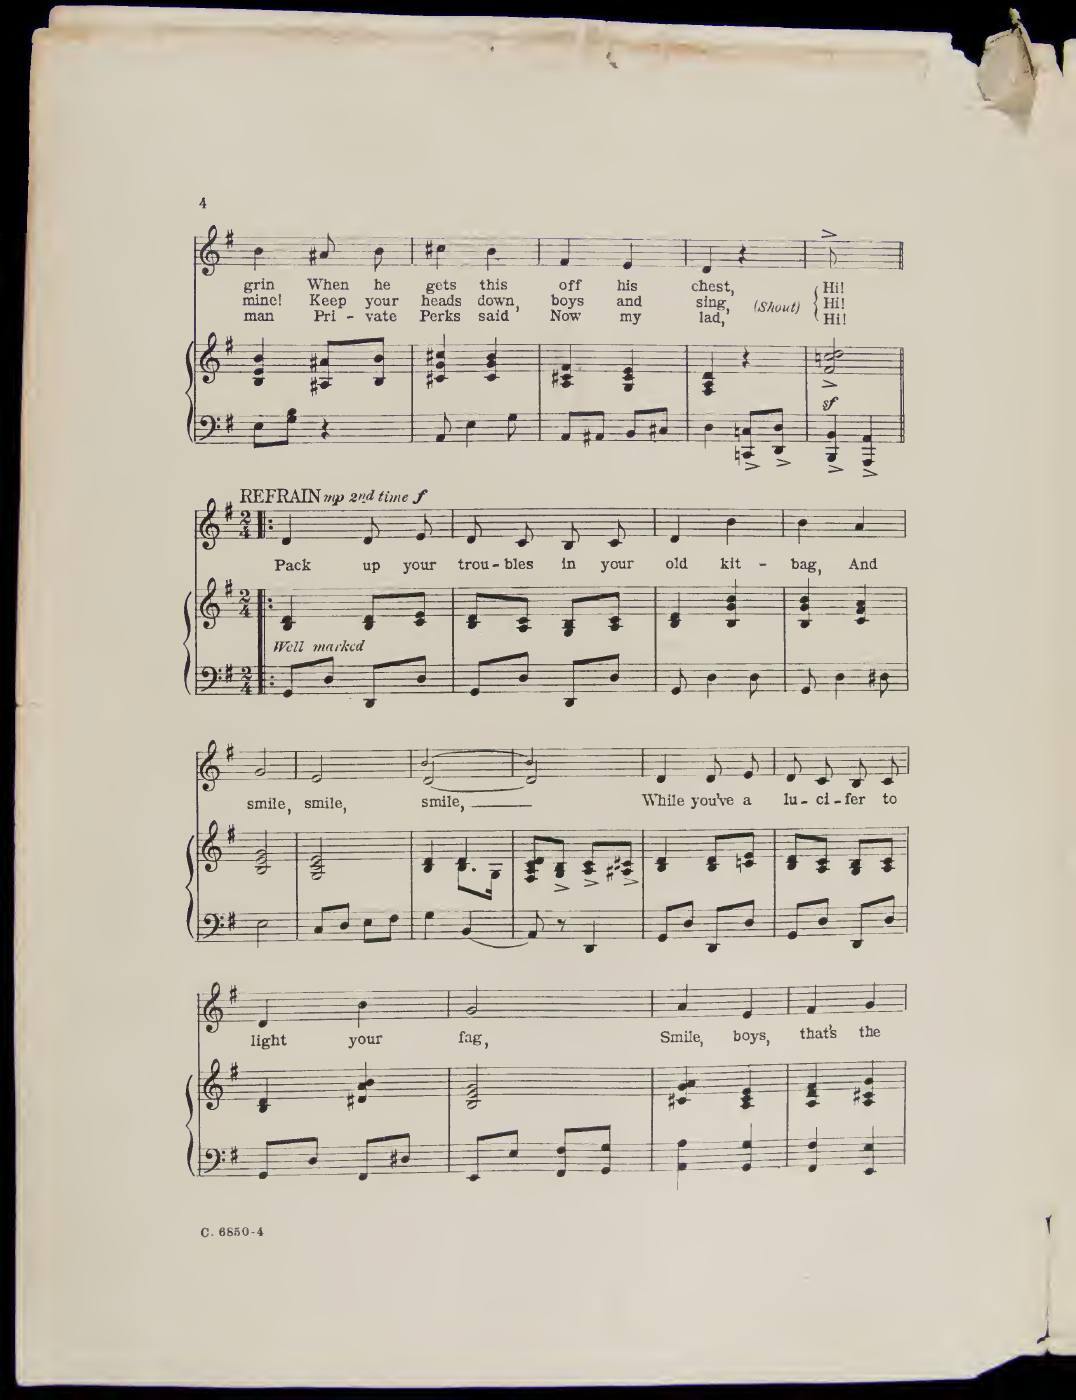 4
grin When he gets this off his chest, Hi!
mine! Keep your heads down, boys and sing, (Shout) Hi!
man Pri - vate Perks said Now my lad, Hi!
sf
REFRAIN mp 2nd time f
Pack up your trou - bles in your old kit - bag, And
Well marked
smile, smile, smile, While you've a lu - ci - fer to
light your fag, Smile, boys, that's the
C. 6850-4